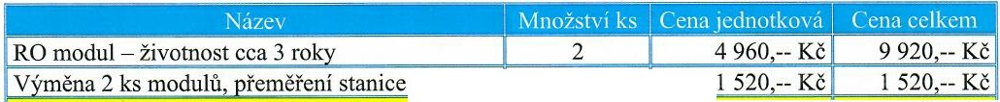 Název Množství ks Cena jednotková Cena celkem
RO modul – životnost cca 3 roky 2 4 960,-- Kč 9 920,-- Kč
Výměna 2 ks modulů, přeměření stanice 1 520,-- Kč 1 520,-- Kč